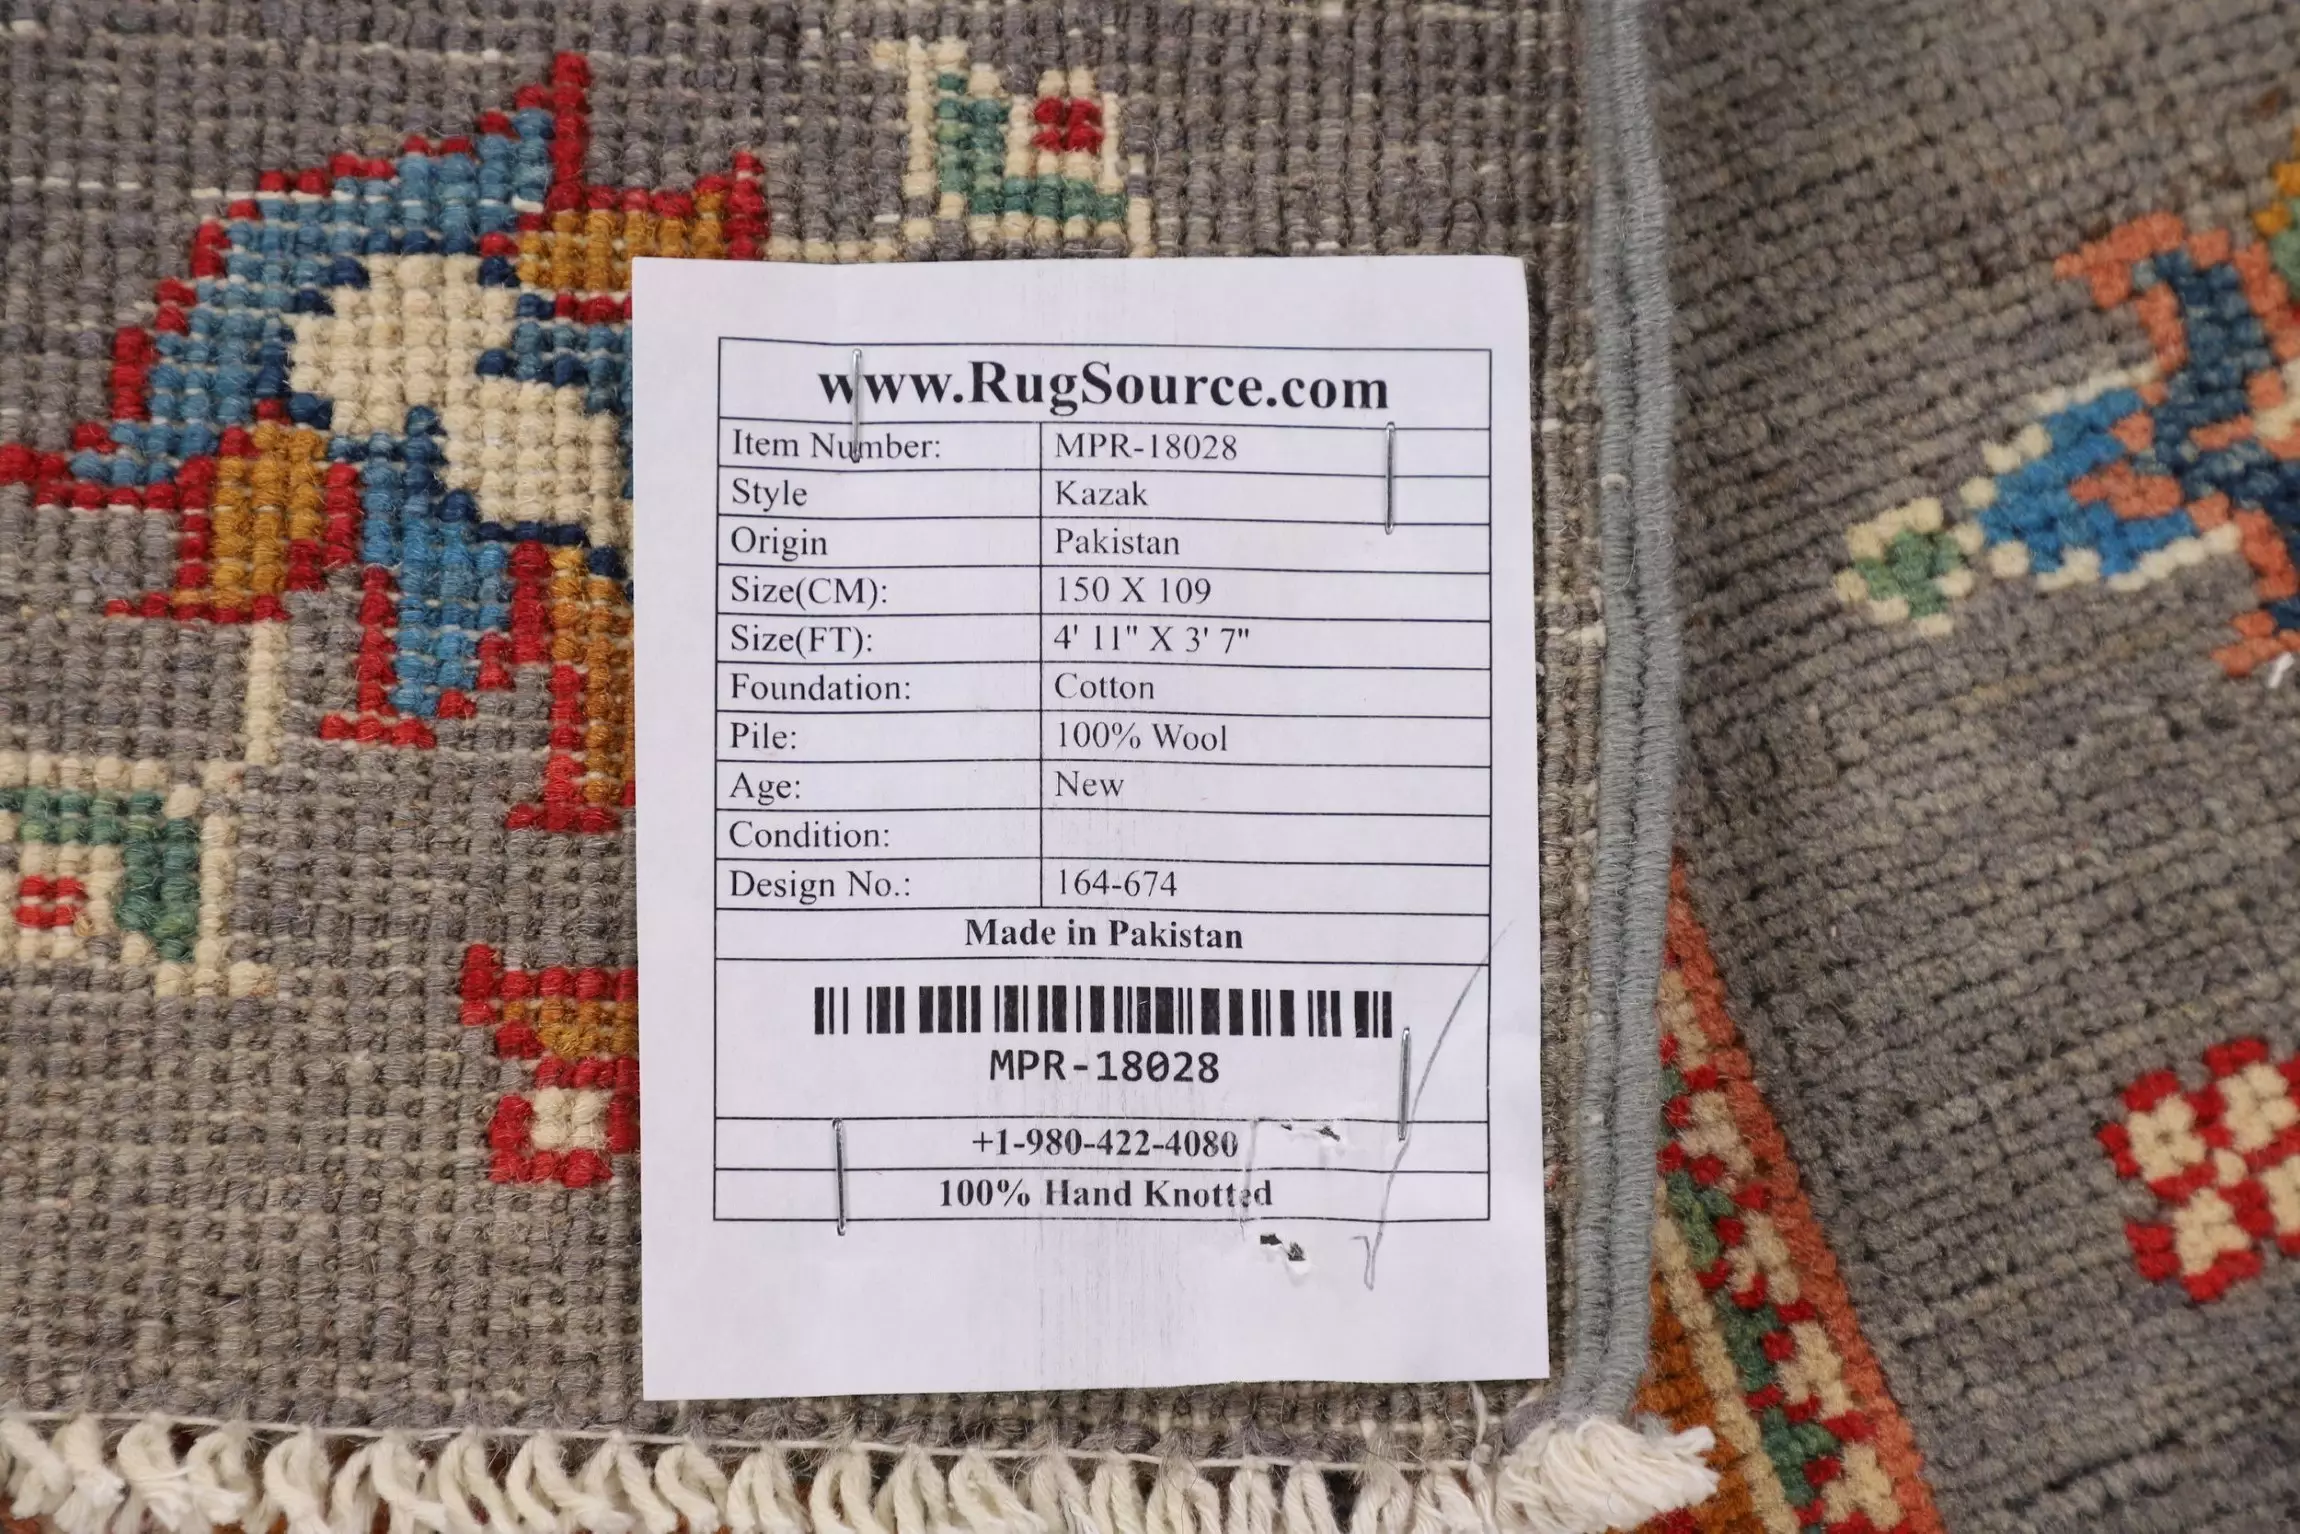 www.RugSource.com
Item Number: MPR-18028
Style Kazak
Origin Pakistan
Size(CM): 150 X 109
Size(FT): 4' 11" X 3' 7"
Foundation: Cotton
Pile: 100% Wool
Age: New
Condition:
Design No.: 164-674
Made in Pakistan
MPR-18028
+1-980-422-4080
100% Hand Knotted